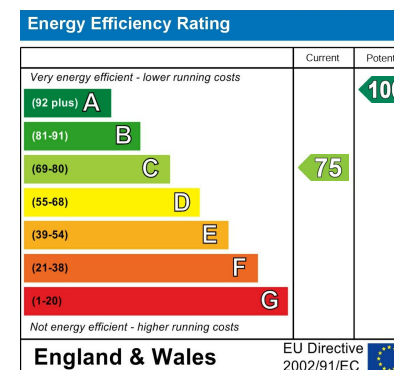 Energy Efficiency Rating
Current Potent
Very energy efficient - lower running costs
(92 plus) A 100
(81-91) B
(69-80) C 75
(55-68) D
(39-54) E
(21-38) F
(1-20) G
Not energy efficient - higher running costs
England & Wales
EU Directive
2002/91/EC